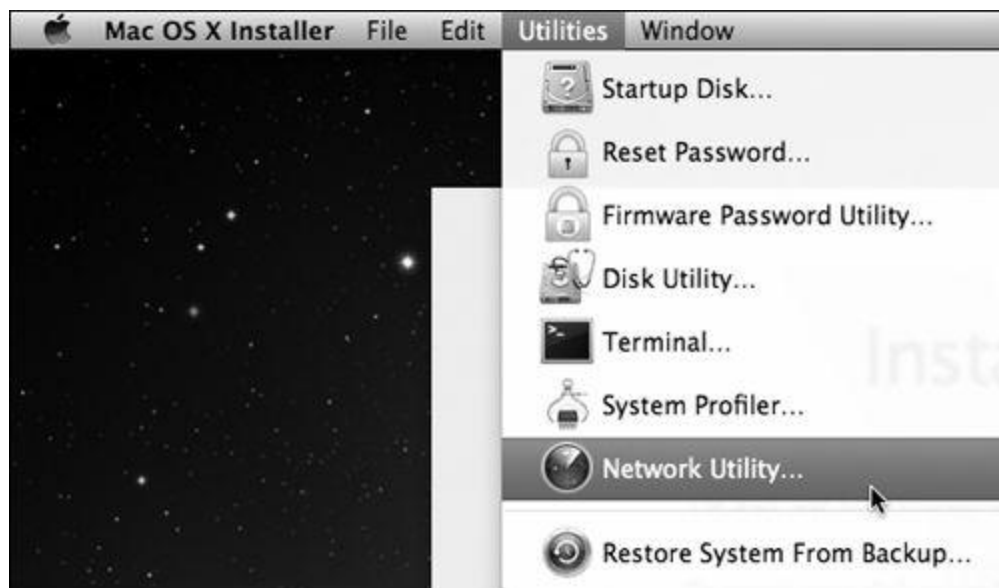 Mac OS X Installer File Edit Utilities Window
Startup Disk...
Reset Password...
Firmware Password Utility...
Disk Utility...
Terminal...
System Profiler...
Network Utility...
Restore System From Backup...